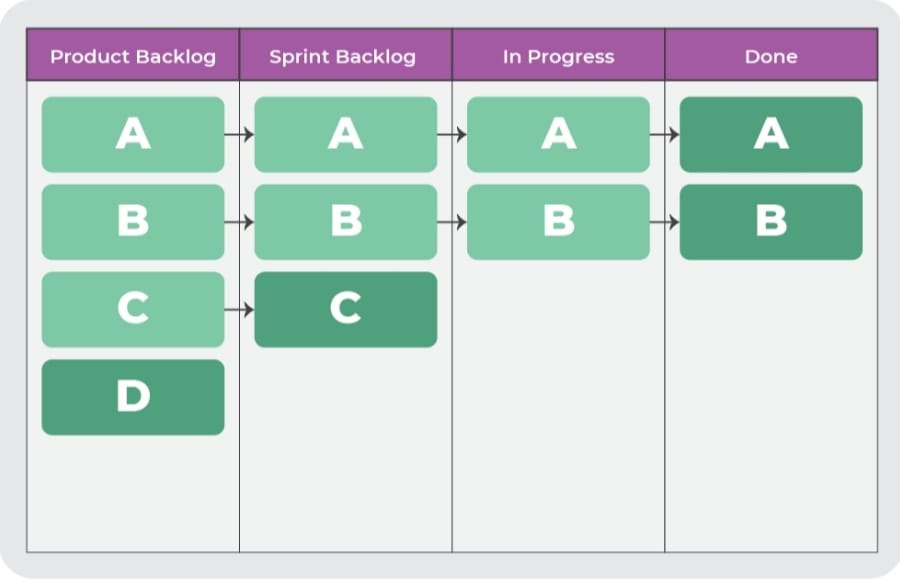 Product Backlog Sprint Backlog In Progress Done
A A A A
B B B B
C C
D